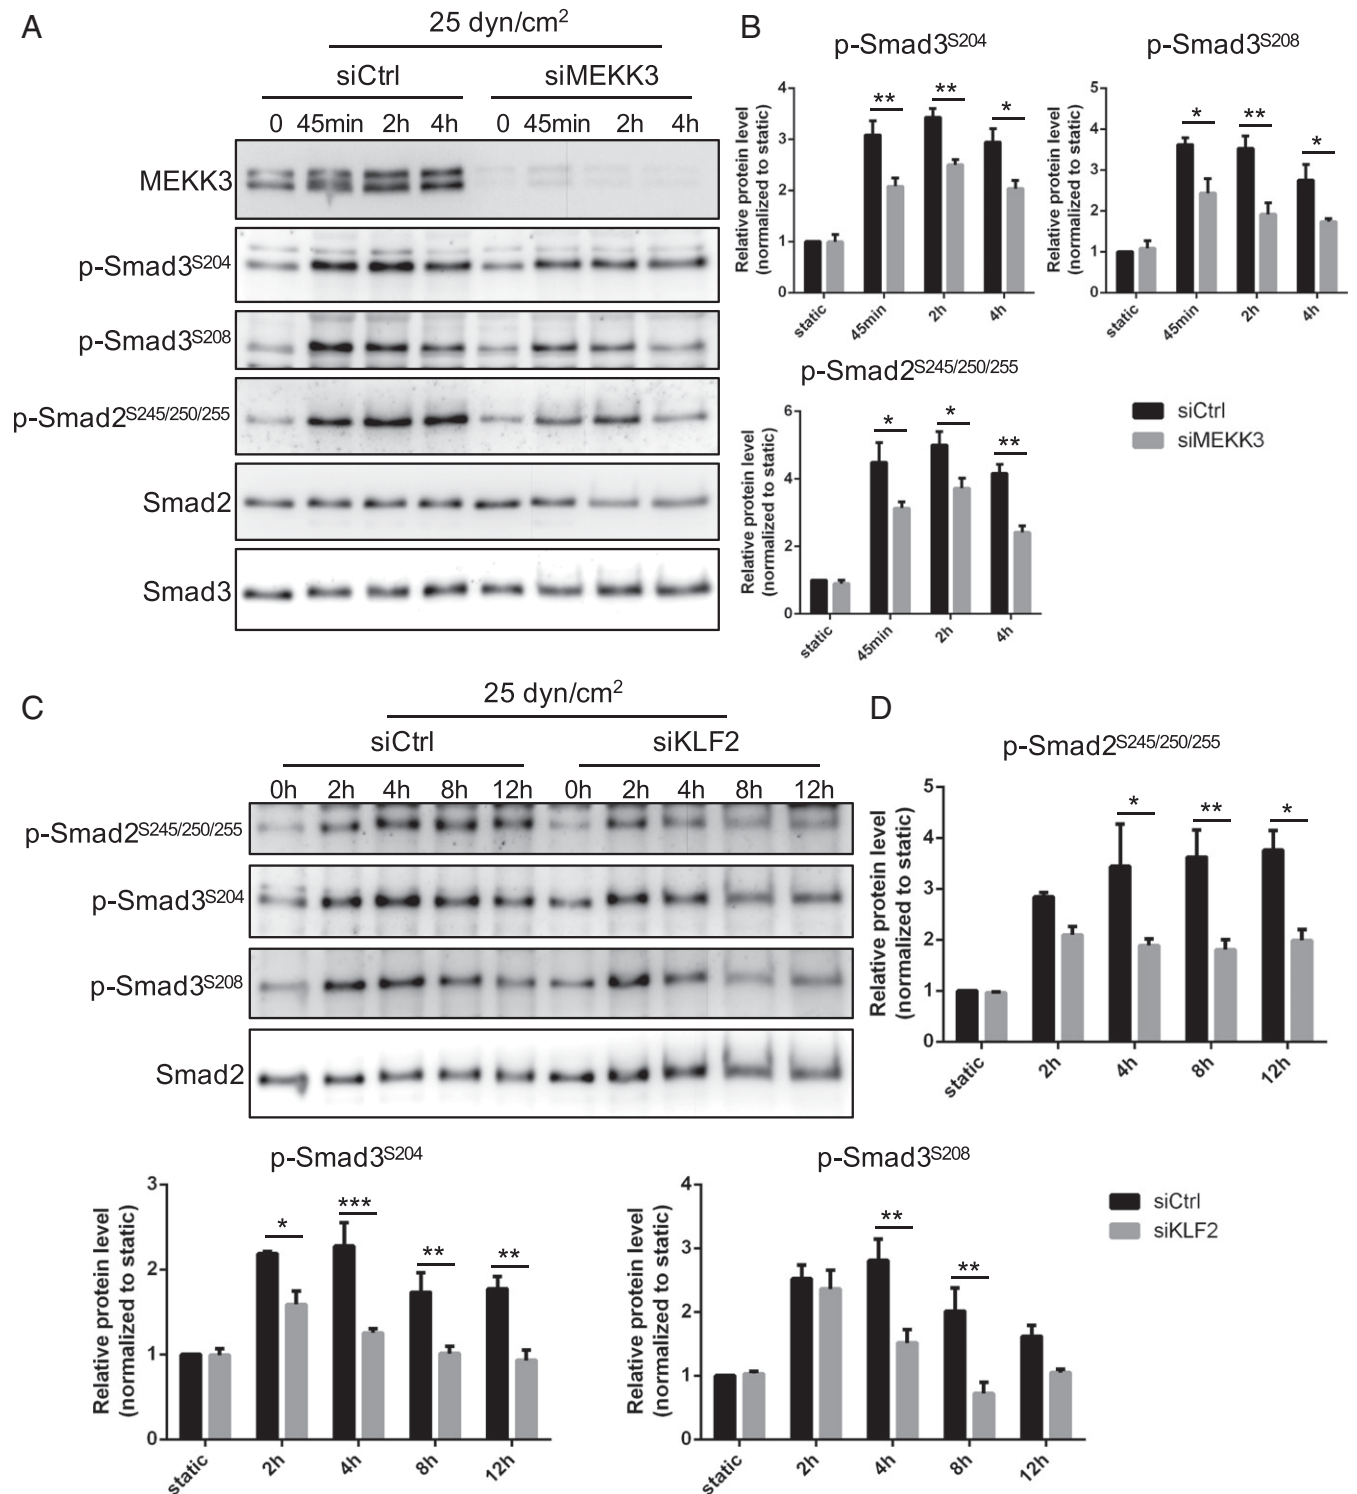 A
25 dyn/cm²
siCtrl siMEKK3
0 45min 2h 4h 0 45min 2h 4h
MEKK3
p-Smad3S204
p-Smad3S208
p-Smad2S245/250/255
Smad2
Smad3
B
p-Smad3S204
Relative protein level
(normalized to static)
4
3
2
1
0
** ** *
static 45min 2h 4h
p-Smad3S208
Relative protein level
(normalized to static)
5
4
3
2
1
0
* ** *
static 45min 2h 4h
p-Smad2S245/250/255
Relative protein level
(normalized to static)
6
4
2
0
* * **
static 45min 2h 4h
siCtrl
siMEKK3
C
25 dyn/cm²
siCtrl siKLF2
0h 2h 4h 8h 12h 0h 2h 4h 8h 12h
p-Smad2S245/250/255
p-Smad3S204
p-Smad3S208
Smad2
D
p-Smad2S245/250/255
Relative protein level
(normalized to static)
5
4
3
2
1
0
* ** *
static 2h 4h 8h 12h
p-Smad3S204
Relative protein level
(normalized to static)
3
2
1
0
* *** ** **
static 2h 4h 8h 12h
p-Smad3S208
Relative protein level
(normalized to static)
4
3
2
1
0
** **
static 2h 4h 8h 12h
siCtrl
siKLF2